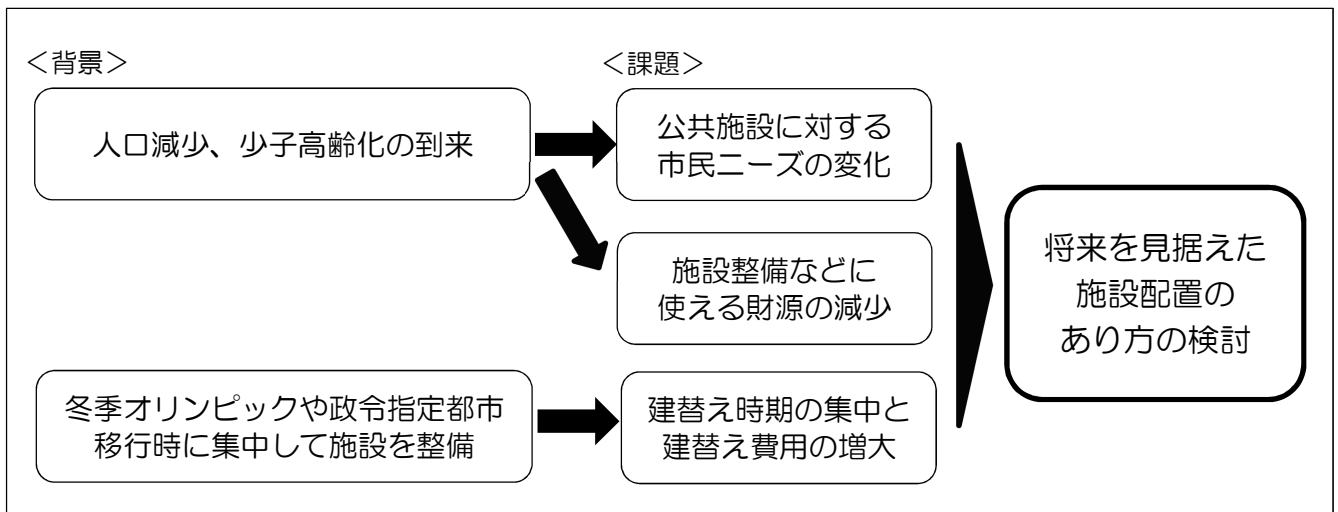 ＜背景＞
人口減少、少子高齢化の到来
冬季オリンピックや政令指定都市
移行時に集中して施設を整備
＜課題＞
公共施設に対する
市民ニーズの変化
施設整備などに
使える財源の減少
建替え時期の集中と
建替え費用の増大
将来を見据えた
施設配置の
あり方の検討